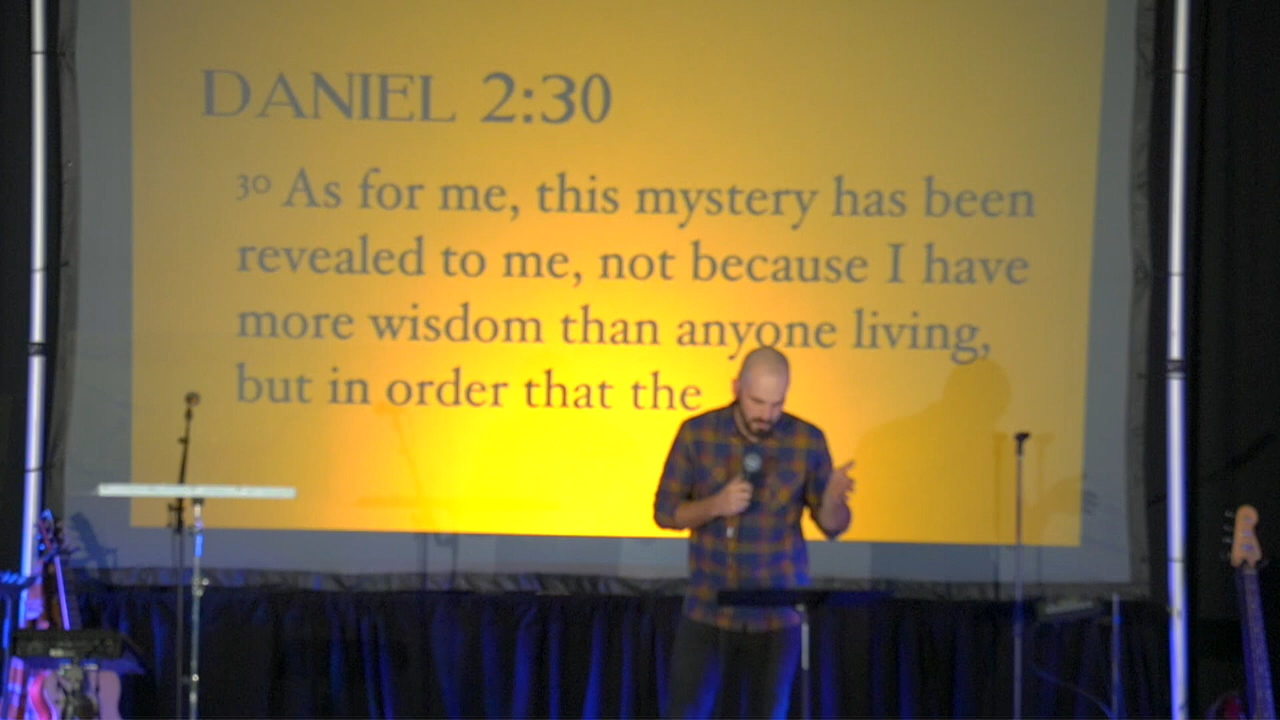 DANIEL 2:30
30 As for me, this mystery has been
revealed to me, not because I have
more wisdom than anyone living,
but in order that the